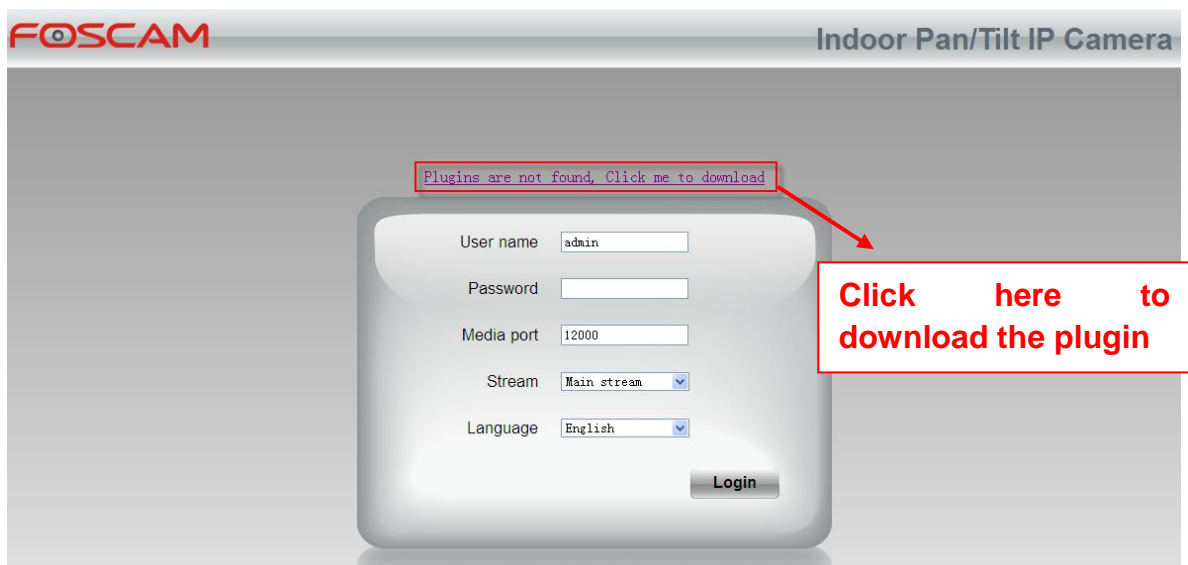 FOSCAM
Indoor Pan/Tilt IP Camera
Plugins are not found, Click me to download
User name admin
Password
Media port 12000
Stream Main stream
Language English
Login
Click here to
download the plugin